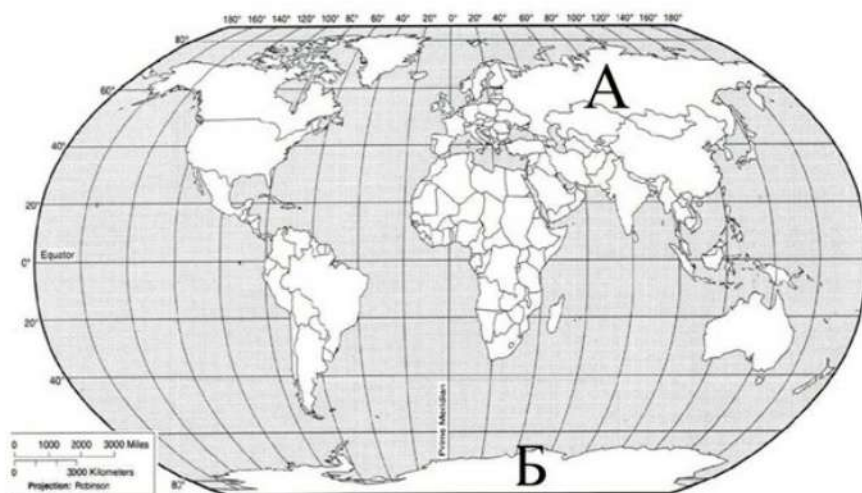 180° 160° 140° 120° 100° 80° 60° 40° 20° 0° 20° 40° 60° 80° 100° 120° 140° 160° 180°
80°
А
60°
40°
20°
Equator
0°
20°
40°
Prime Meridian
0 1000 2000 3000 Miles
0 3000 Kilometers
Projection: Robinson
Б
80°